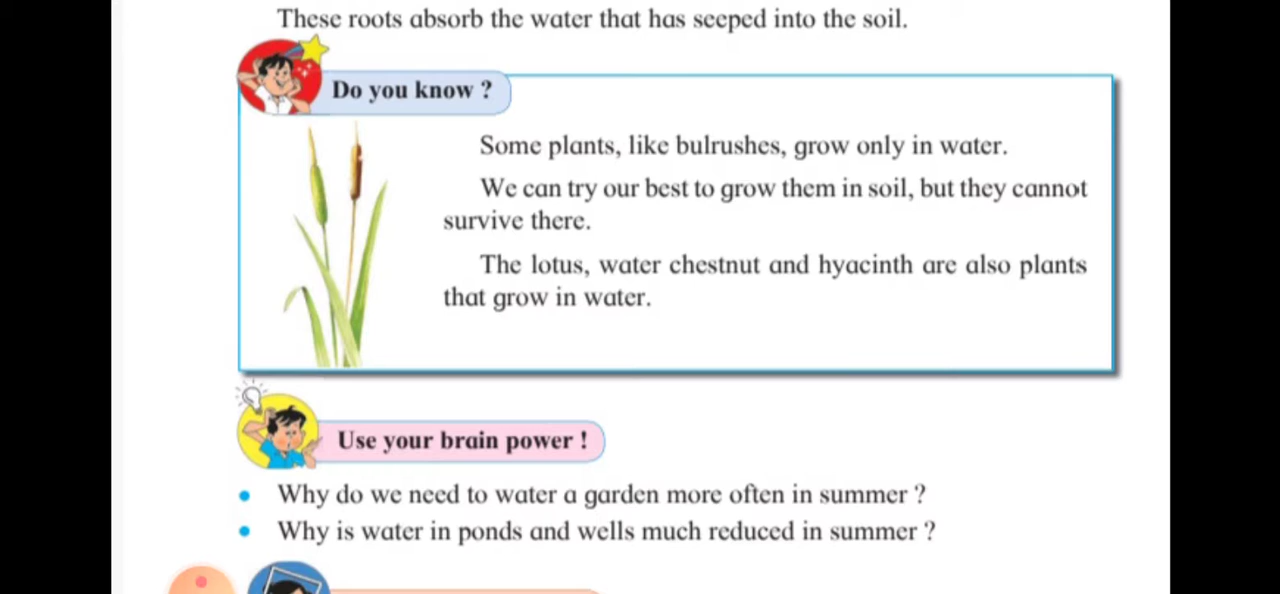 These roots absorb the water that has seeped into the soil.
Do you know ?
Some plants, like bulrushes, grow only in water.
We can try our best to grow them in soil, but they cannot
survive there.
The lotus, water chestnut and hyacinth are also plants
that grow in water.
Use your brain power !
• Why do we need to water a garden more often in summer ?
• Why is water in ponds and wells much reduced in summer ?